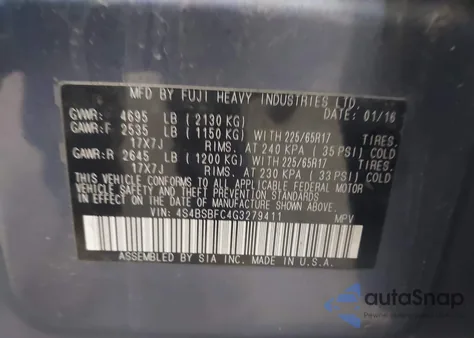 MFD. BY FUJI HEAVY INDUSTRIES LTD.
GVWR: 4695 LB (2130 KG) DATE: 01/16
GAWR:F 2535 LB (1150 KG) WITH 225/65R17 TIRES,
17X7J RIMS. AT 240 KPA (35 PSI) COLD
GAWR:R 2645 LB (1200 KG) WITH 225/65R17 TIRES,
17X7J RIMS. AT 230 KPA (33 PSI) COLD
THIS VEHICLE CONFORMS TO ALL APPLICABLE FEDERAL MOTOR
VEHICLE SAFETY AND THEFT PREVENTION STANDARDS IN
EFFECT ON THE DATE OF MANUFACTURE SHOWN ABOVE.
VIN: 4S4BSBFC4G3279411 MPV
ASSEMBLED BY SIA INC. MADE IN U.S.A.
autoSnap